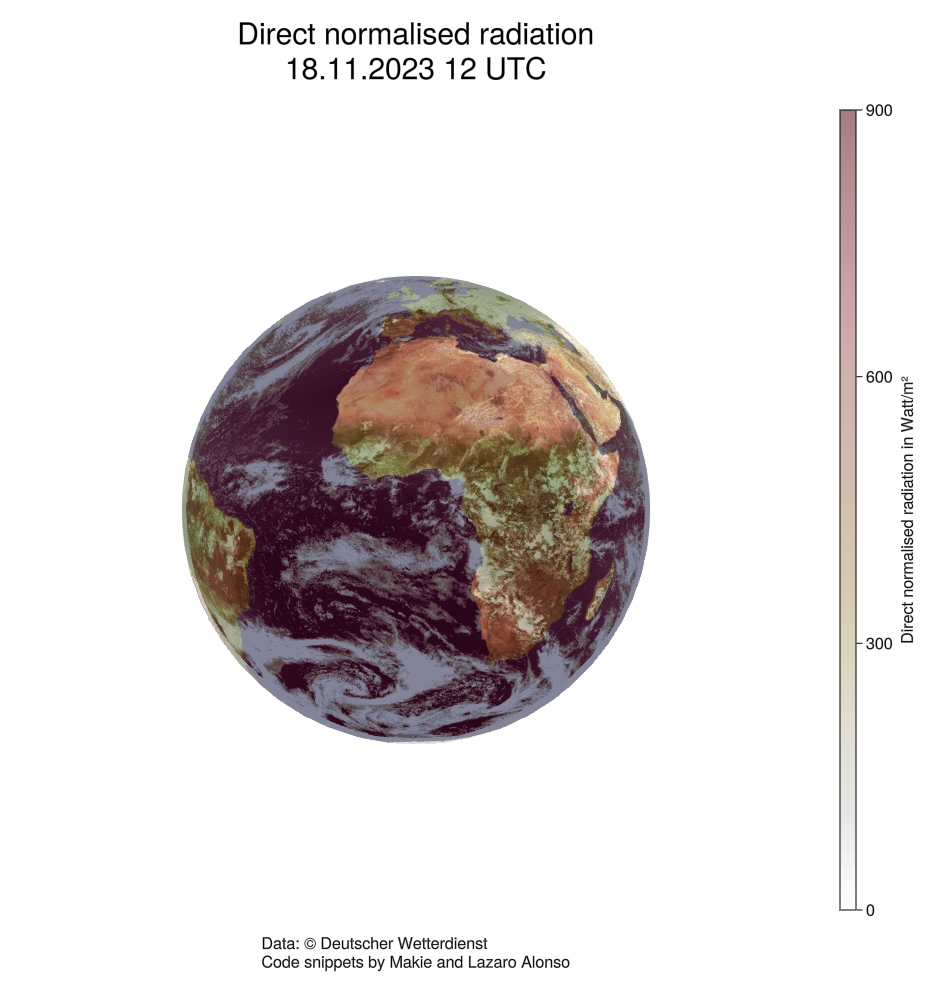 Direct normalised radiation
18.11.2023 12 UTC
900
600
300
0
Direct normalised radiation in Watt/m²
Data: © Deutscher Wetterdienst
Code snippets by Makie and Lazaro Alonso